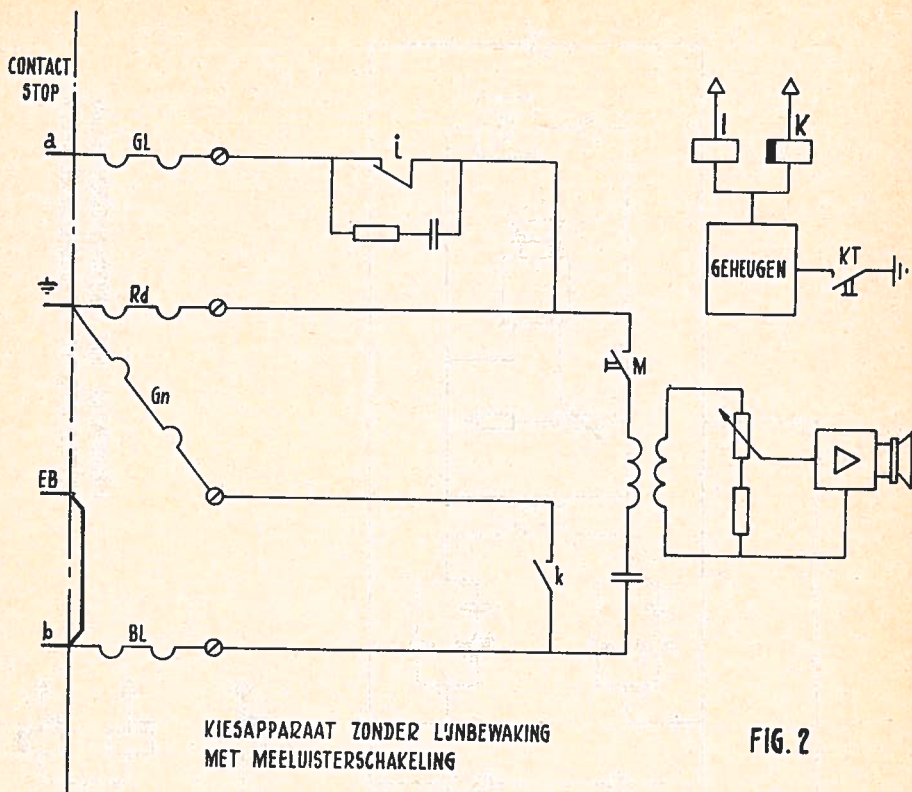 CONTACT
STOP
a
GL
i
I
K
GEHEUGEN
KT
Rd
M
Gn
EB
k
b
BL
KIESAPPARAAT ZONDER LIJNBEWAKING
MET MEELUISTERSCHAKELING
FIG. 2